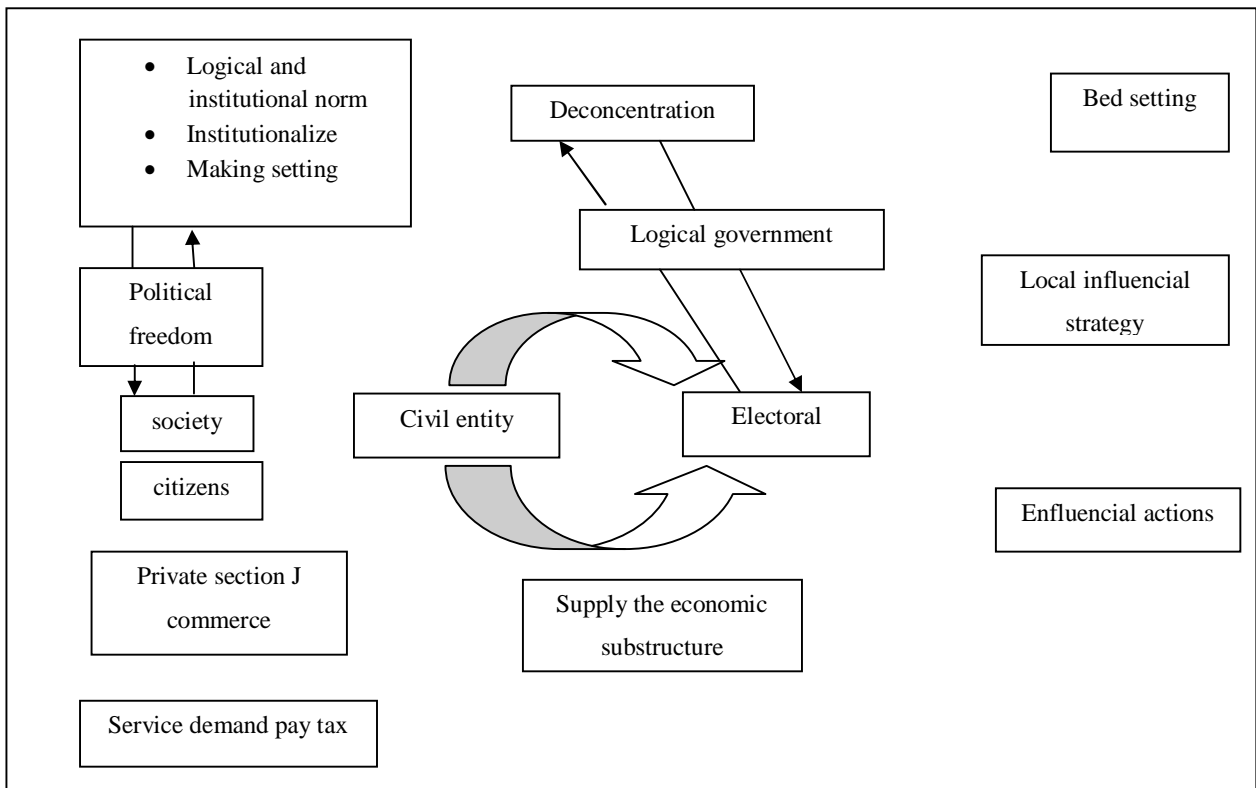 • Logical and
institutional norm
• Institutionalize
• Making setting
Deconcentration
Bed setting
Logical government
Political
freedom
Local influencial
strategy
society
Civil entity
Electoral
citizens
Enfluencial actions
Private section J
commerce
Supply the economic
substructure
Service demand pay tax